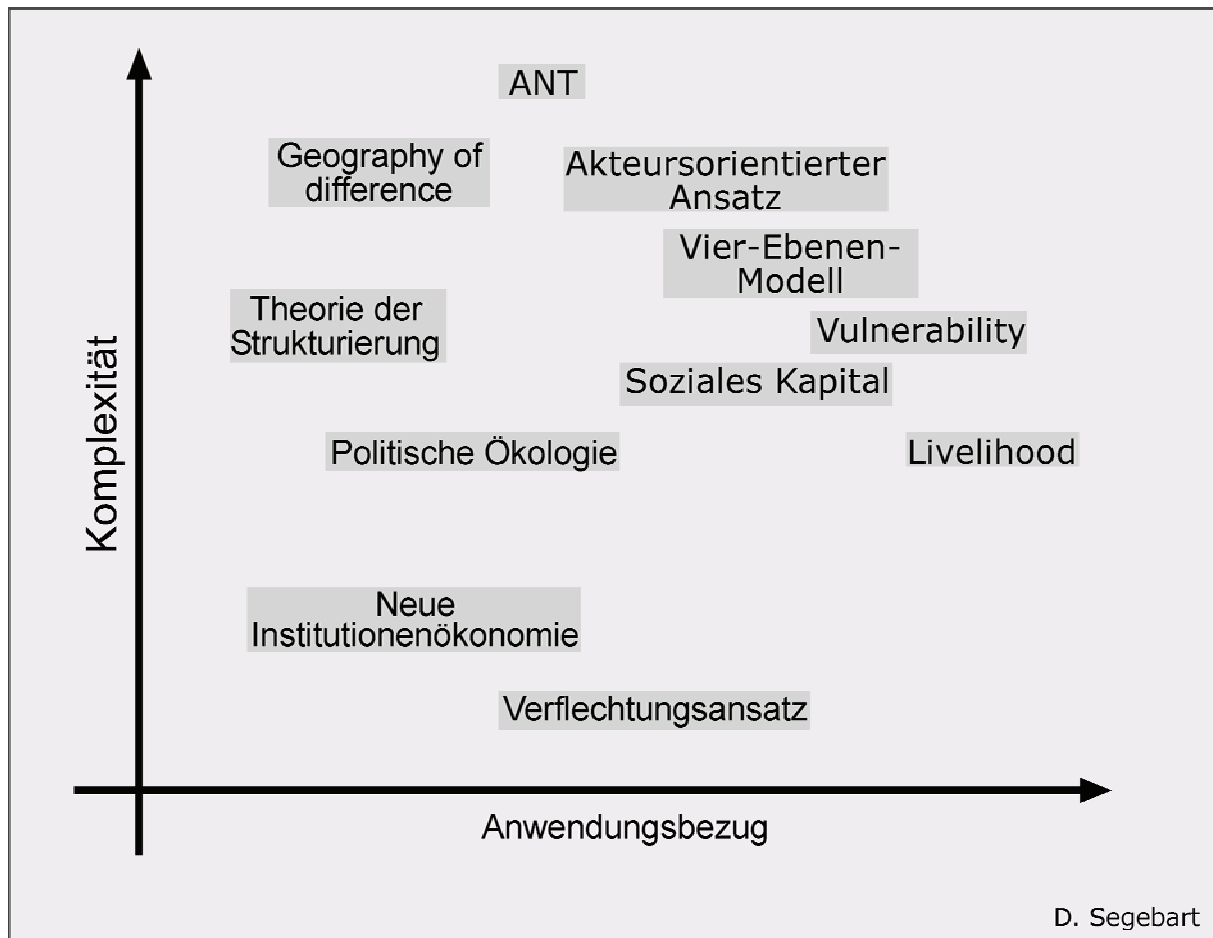 ANT
Geography of
difference
Akteursorientierter
Ansatz
Vier-Ebenen-
Modell
Theorie der
Strukturierung
Vulnerability
Soziales Kapital
Politische Ökologie
Livelihood
Neue
Institutionenökonomie
Verflechtungsansatz
Komplexität
Anwendungsbezug
D. Segebart